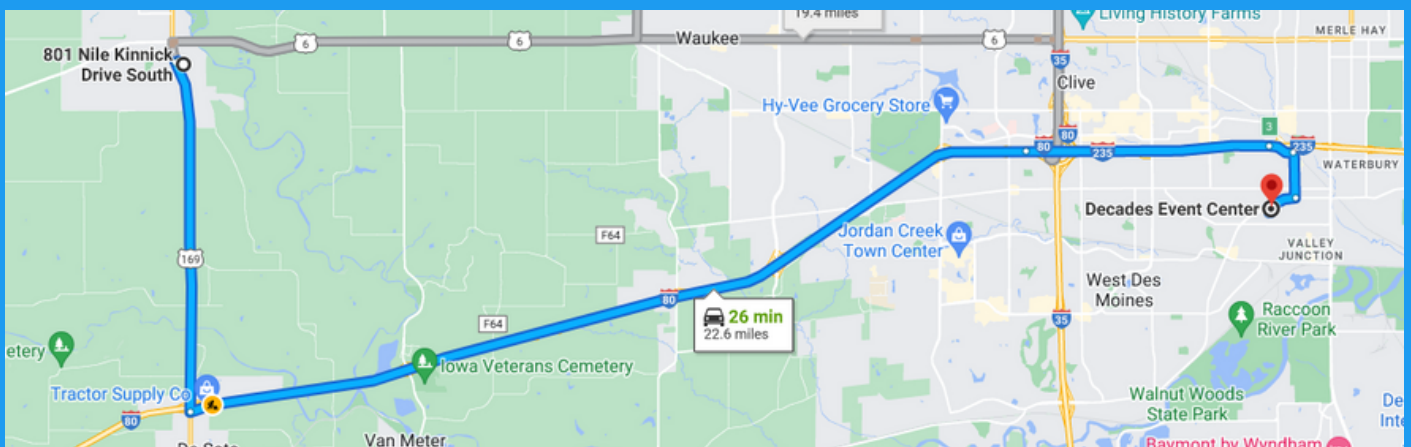 19.4 miles
Living History Farms
MERLE HAY
6
6
Waukee
6
801 Nile Kinnick
Drive South
35
Clive
Hy-Vee Grocery Store
80
3
80
235
235
WATERBURY
Decades Event Center
F64
Jordan Creek
Town Center
169
VALLEY
JUNCTION
West Des
Moines
80
26 min
22.6 miles
F64
35
Raccoon
River Park
etery
Iowa Veterans Cemetery
Tractor Supply Co
80
Walnut Woods
State Park
De
Inte
Van Meter
Baymont by Wyndham